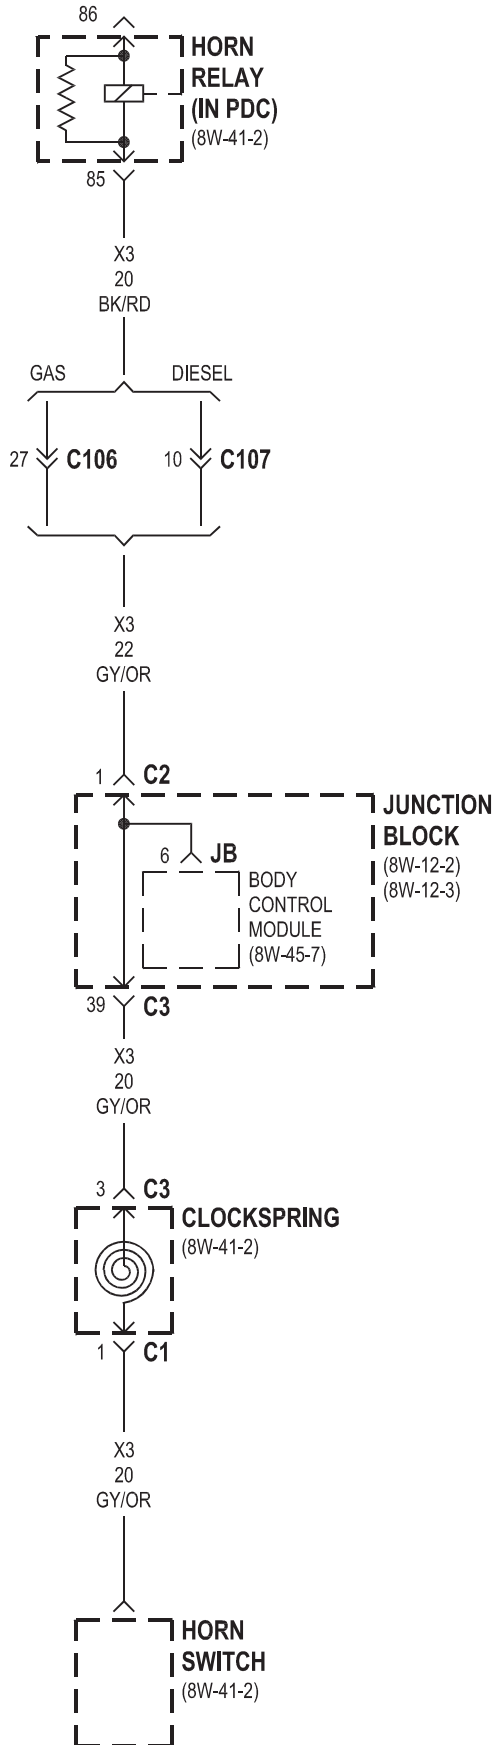 86
HORN
RELAY
(IN PDC)
(8W-41-2)
85
X3
20
BK/RD
GAS DIESEL
27 C106 10 C107
X3
22
GY/OR
1 C2
JUNCTION
BLOCK
(8W-12-2)
(8W-12-3)
6 JB
BODY
CONTROL
MODULE
(8W-45-7)
39 C3
X3
20
GY/OR
3 C3
CLOCKSPRING
(8W-41-2)
1 C1
X3
20
GY/OR
HORN
SWITCH
(8W-41-2)